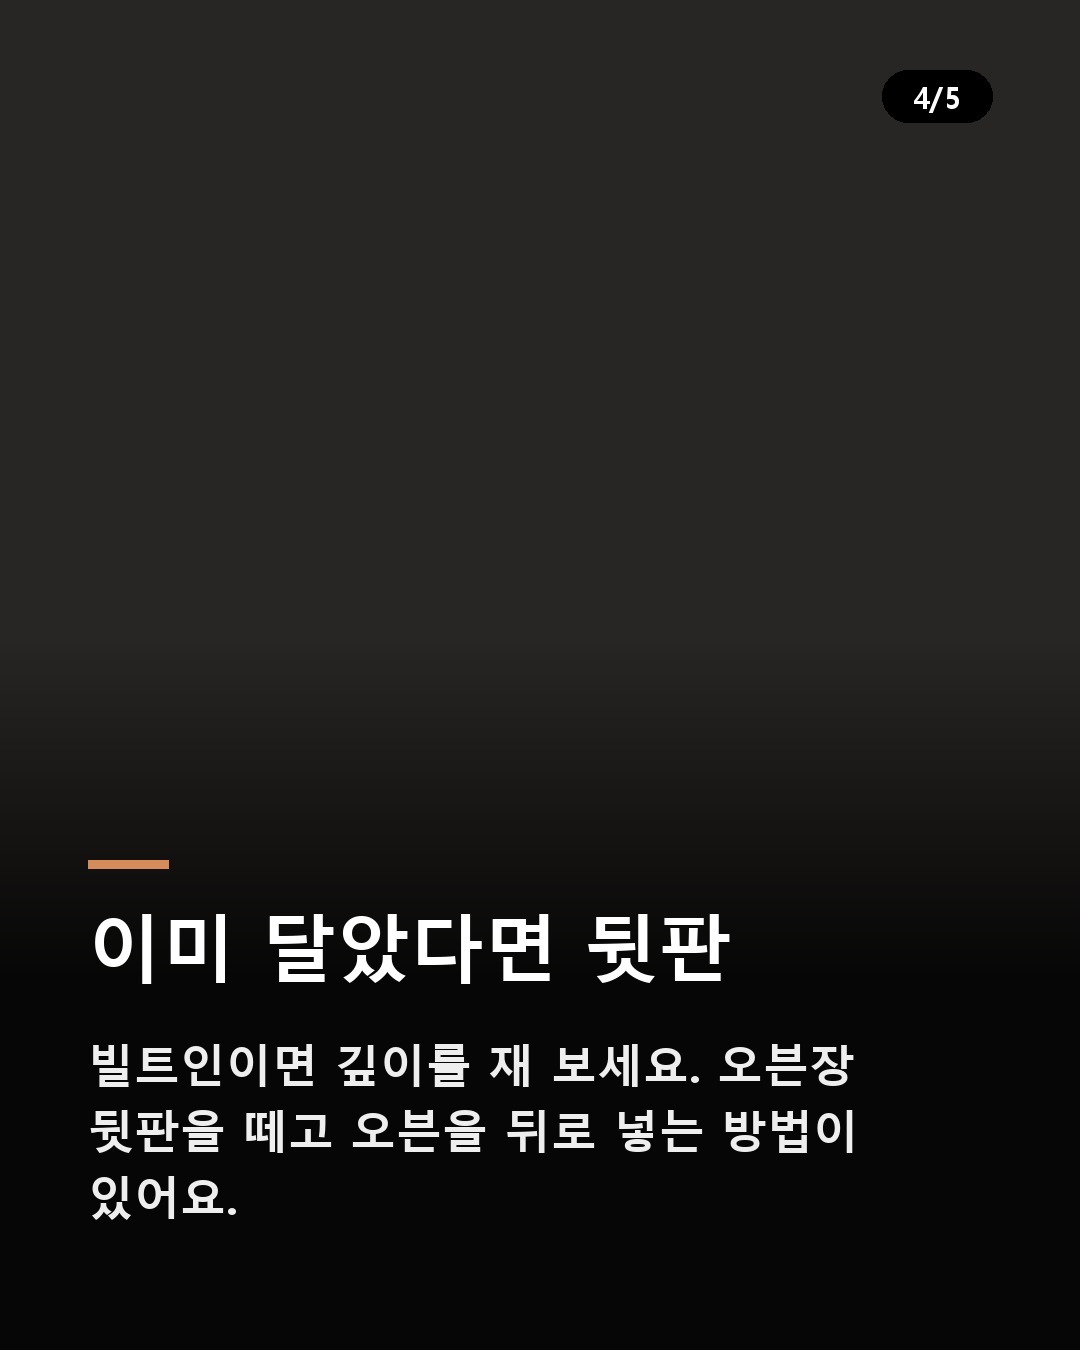 4/5
이미 달았다면 뒷판
빌트인이면 깊이를 재 보세요. 오븐장
뒷판을 떼고 오븐을 뒤로 넣는 방법이
있어요.